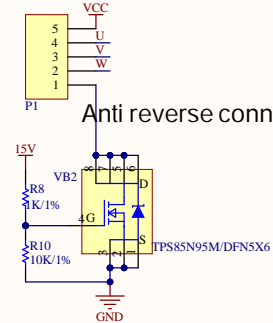 VCC
5
4 U
3 V
2 W
1
P1
Anti reverse conn
15V
VB2
8 7 5 6
D
R8
1K/1%
4 G
R10
10K/1%
S
3 2 1
TPS85N95M/DFN5X6
GND